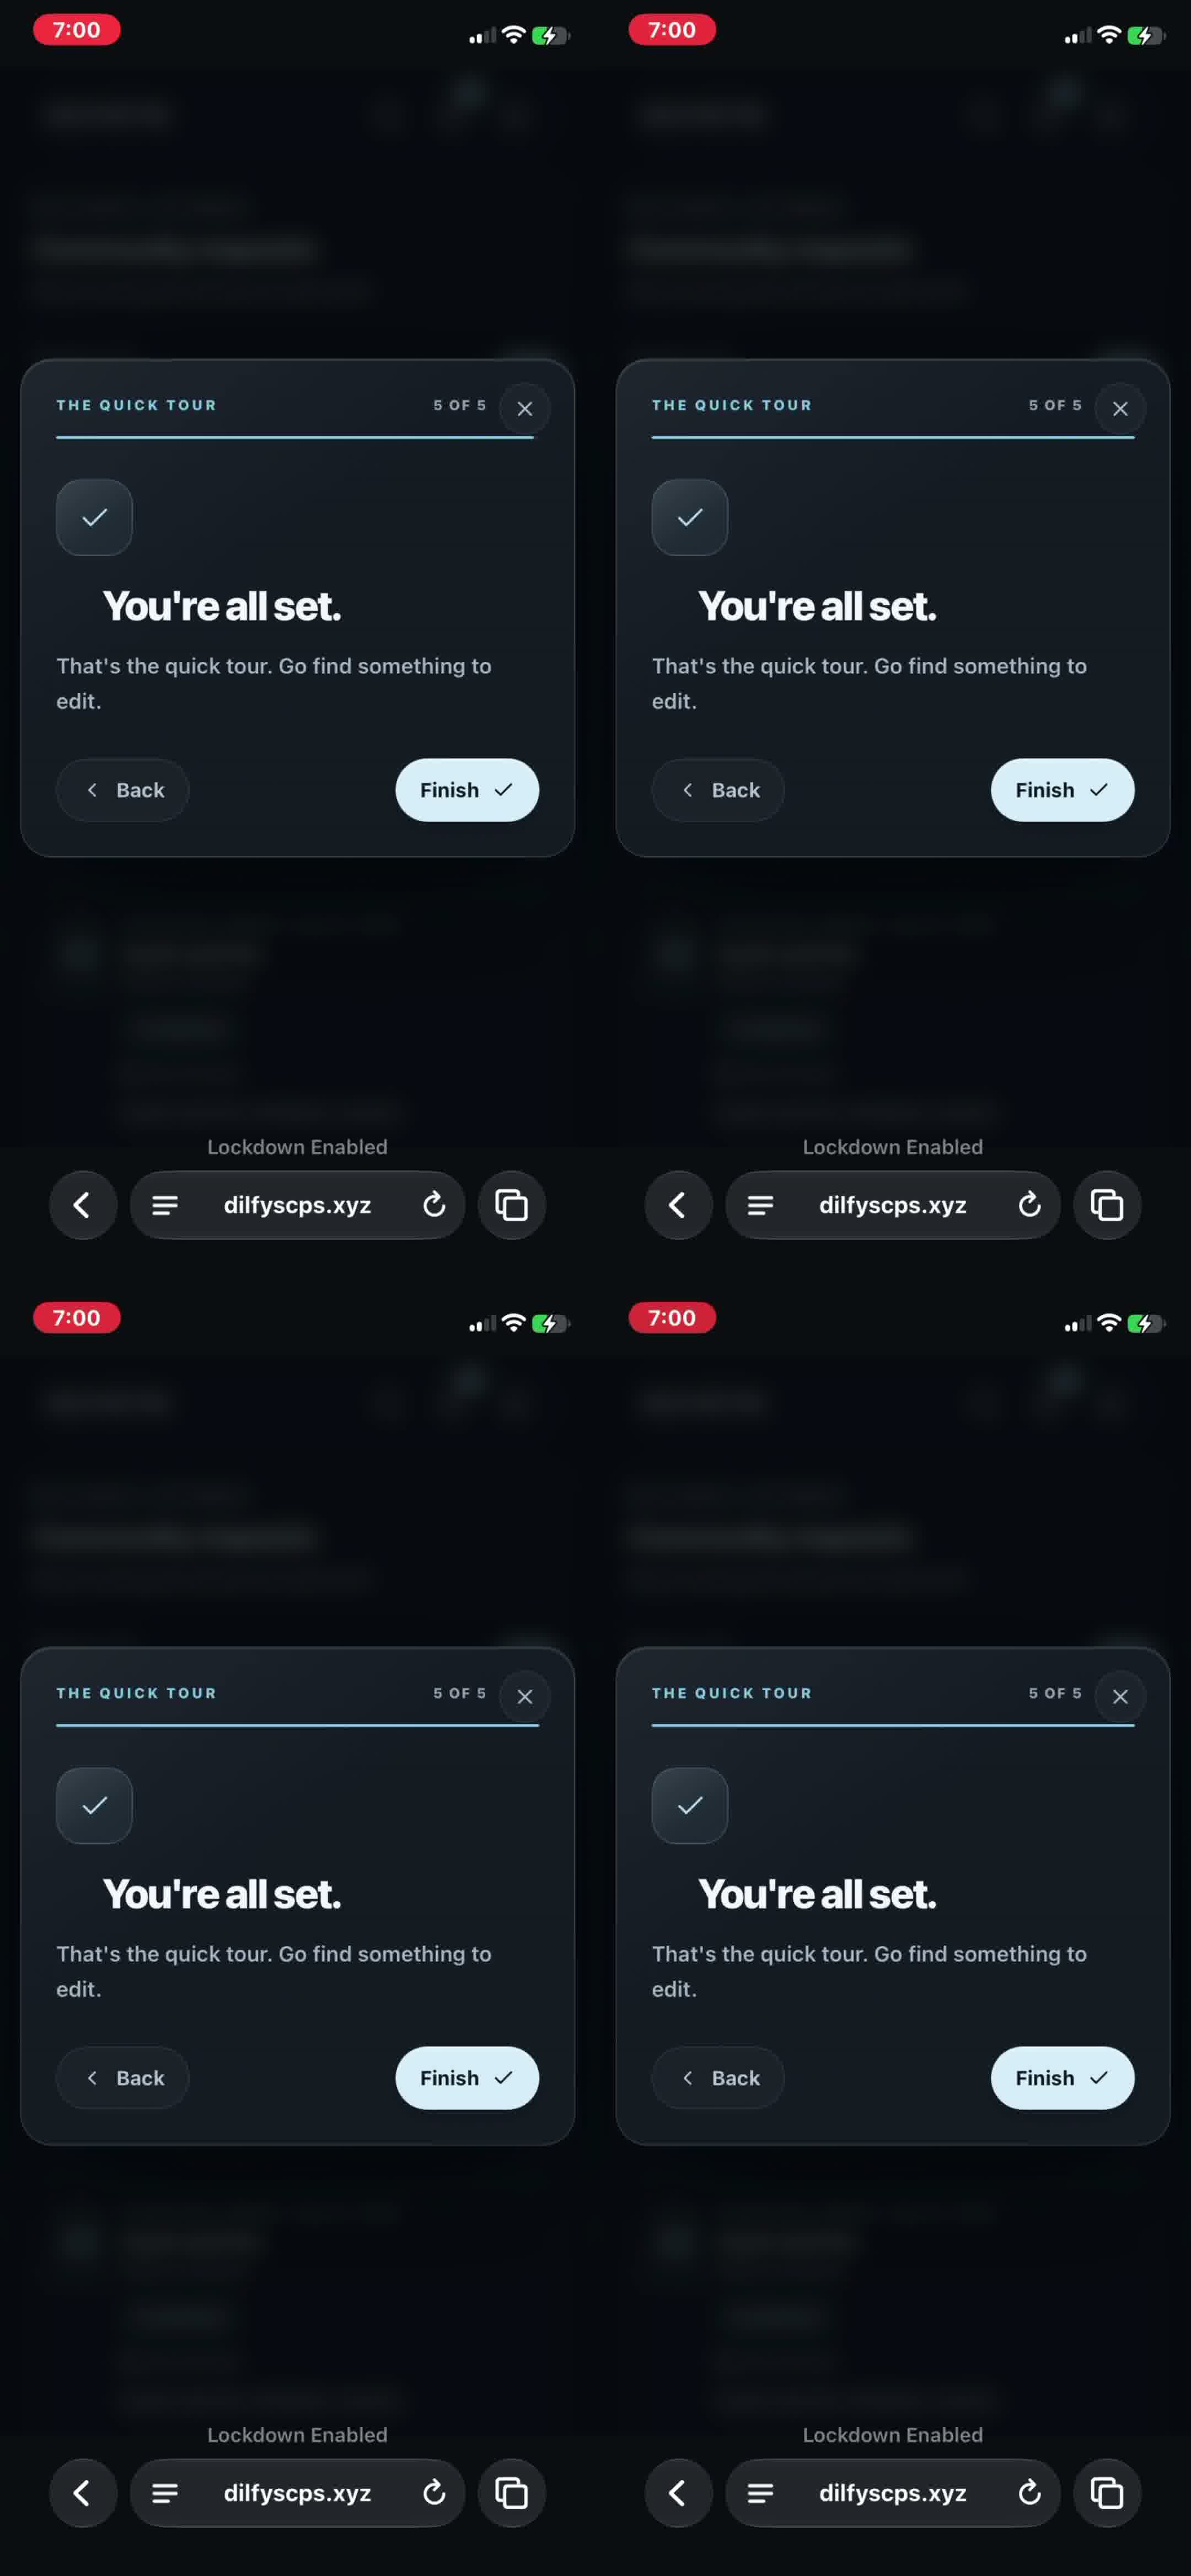 7:00
THE QUICK TOUR 5 OF 5
You're all set.
That's the quick tour. Go find something to
edit.
Back Finish
Lockdown Enabled
dilfyscps.xyz
7:00
THE QUICK TOUR 5 OF 5
You're all set.
That's the quick tour. Go find something to
edit.
Back Finish
Lockdown Enabled
dilfyscps.xyz
7:00
THE QUICK TOUR 5 OF 5
You're all set.
That's the quick tour. Go find something to
edit.
Back Finish
Lockdown Enabled
dilfyscps.xyz
7:00
THE QUICK TOUR 5 OF 5
You're all set.
That's the quick tour. Go find something to
edit.
Back Finish
Lockdown Enabled
dilfyscps.xyz